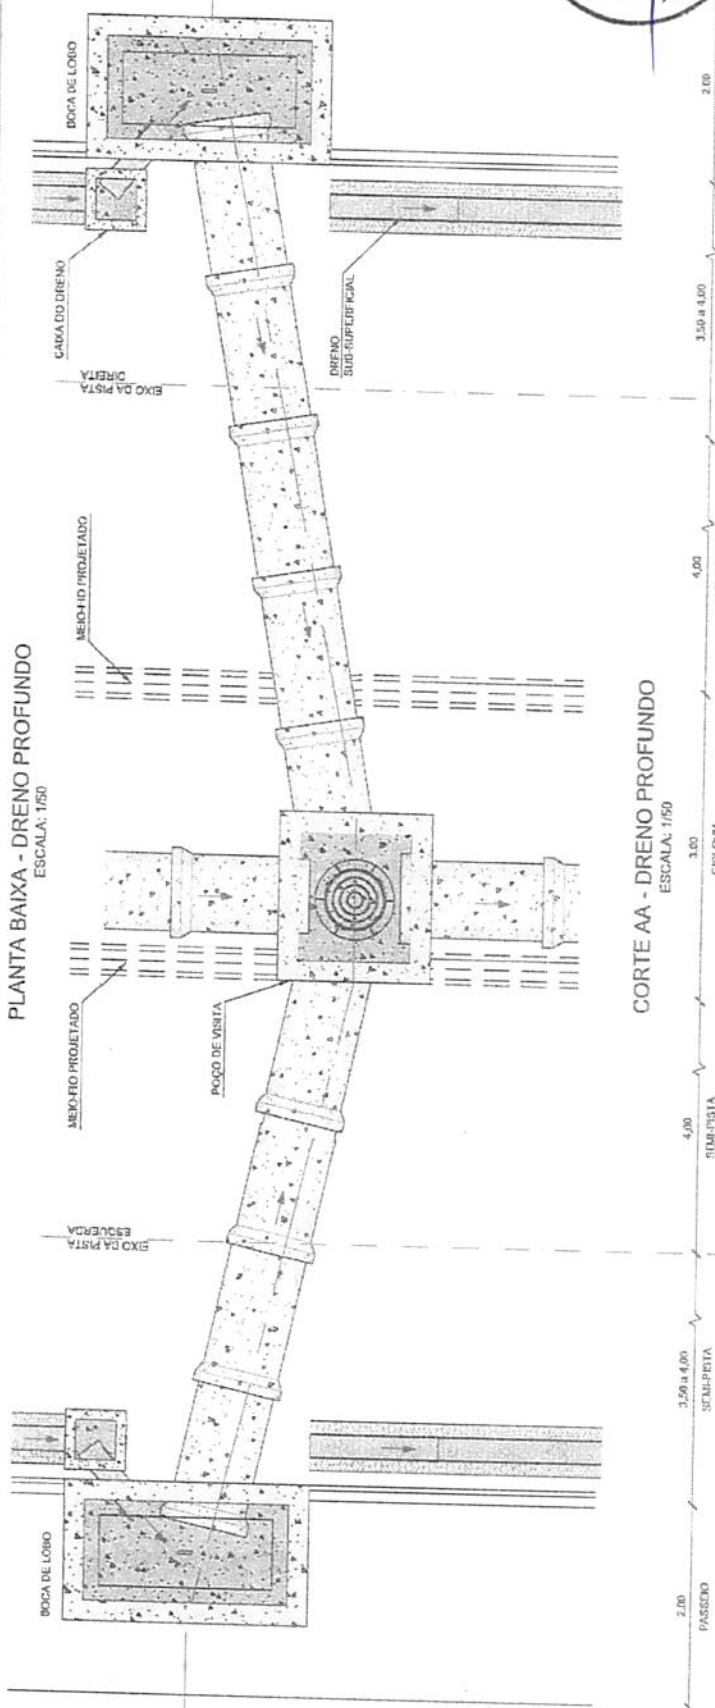 PLANTA BAIXA - DRENO PROFUNDO
ESCALA: 1/50
BOCA DE LOBO
MEIO-FIO PROJETADO
EIXO DA PISTA
ESQUERDA
POÇO DE VISITA
MEIO-FIO PROJETADO
EIXO DA PISTA
DIREITA
CAIXA DO DRENO
DRENO
SUB-SUPERFICIAL
BOCA DE LOBO
CORTE AA - DRENO PROFUNDO
ESCALA: 1/50
2.00
3,50 a 4,00
4,00
3.00
4,00
3,50 a 4,00
2.00
PASSEIO
SEMI-PISTA
SEMI-PISTA